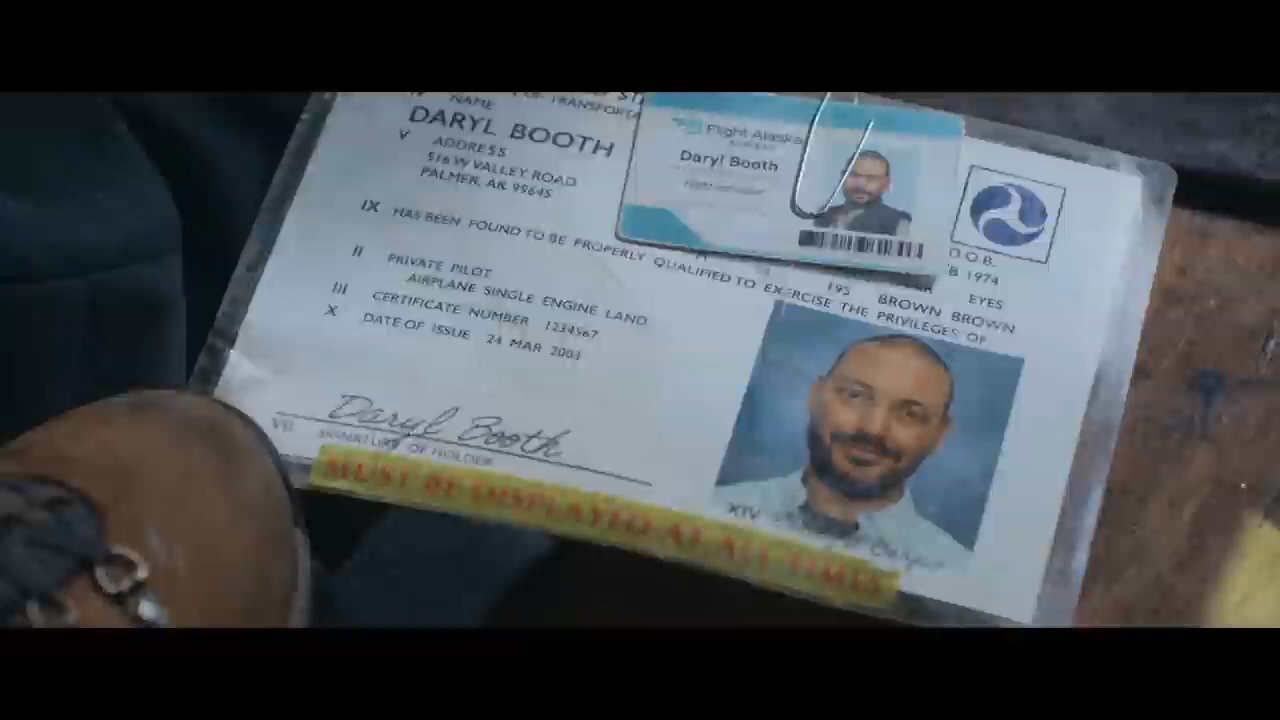 NAME
OF TRANSPORTA
DARYL BOOTH
V ADDRESS
516 W VALLEY ROAD
PALMER, AK 99645
Flight Alaska
Daryl Booth
IX HAS BEEN FOUND TO BE PROPERLY QUALIFIED TO EXERCISE THE PRIVILEGES OF
D.O.B.
1974
195 EYES
BROWN BROWN
II PRIVATE PILOT
AIRPLANE SINGLE ENGINE LAND
III CERTIFICATE NUMBER 1234567
X DATE OF ISSUE 24 MAR 2003
Daryl Booth
VII SIGNATURE OF HOLDER
XIV
MUST BE DISPLAYED AT ALL TIMES